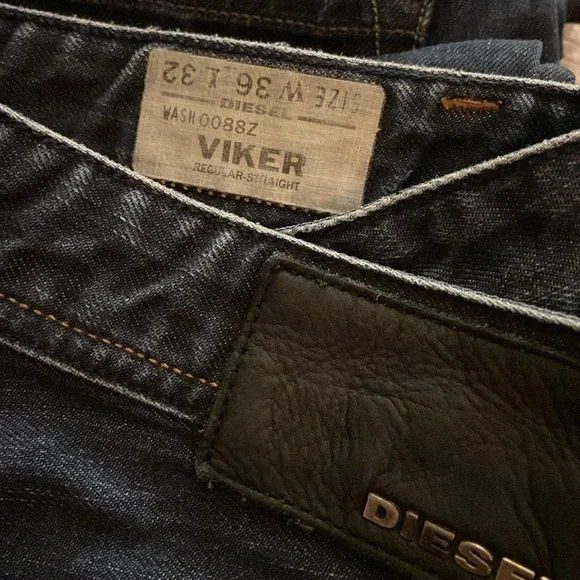 SIZE W 36 L 32
DIESEL
WASH 0088Z
VIKER
REGULAR-STRAIGHT
DIESEL